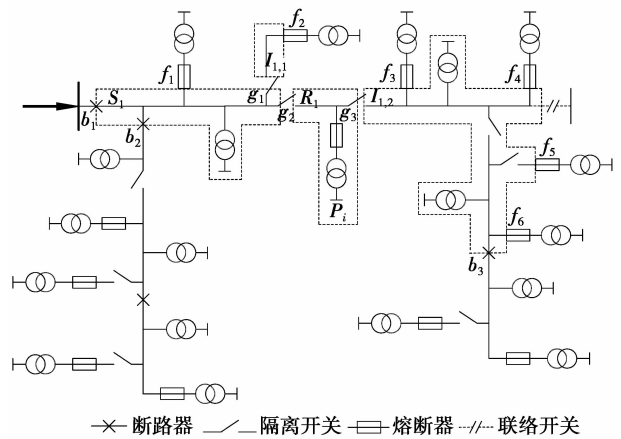 f₂
f₁
I₁,₁
f₃
f₄
S₁
g₁
g₂
R₁
g₃
I₁,₂
b₁
b₂
f₅
Pᵢ
f₆
b₃
断路器 隔离开关 熔断器 联络开关